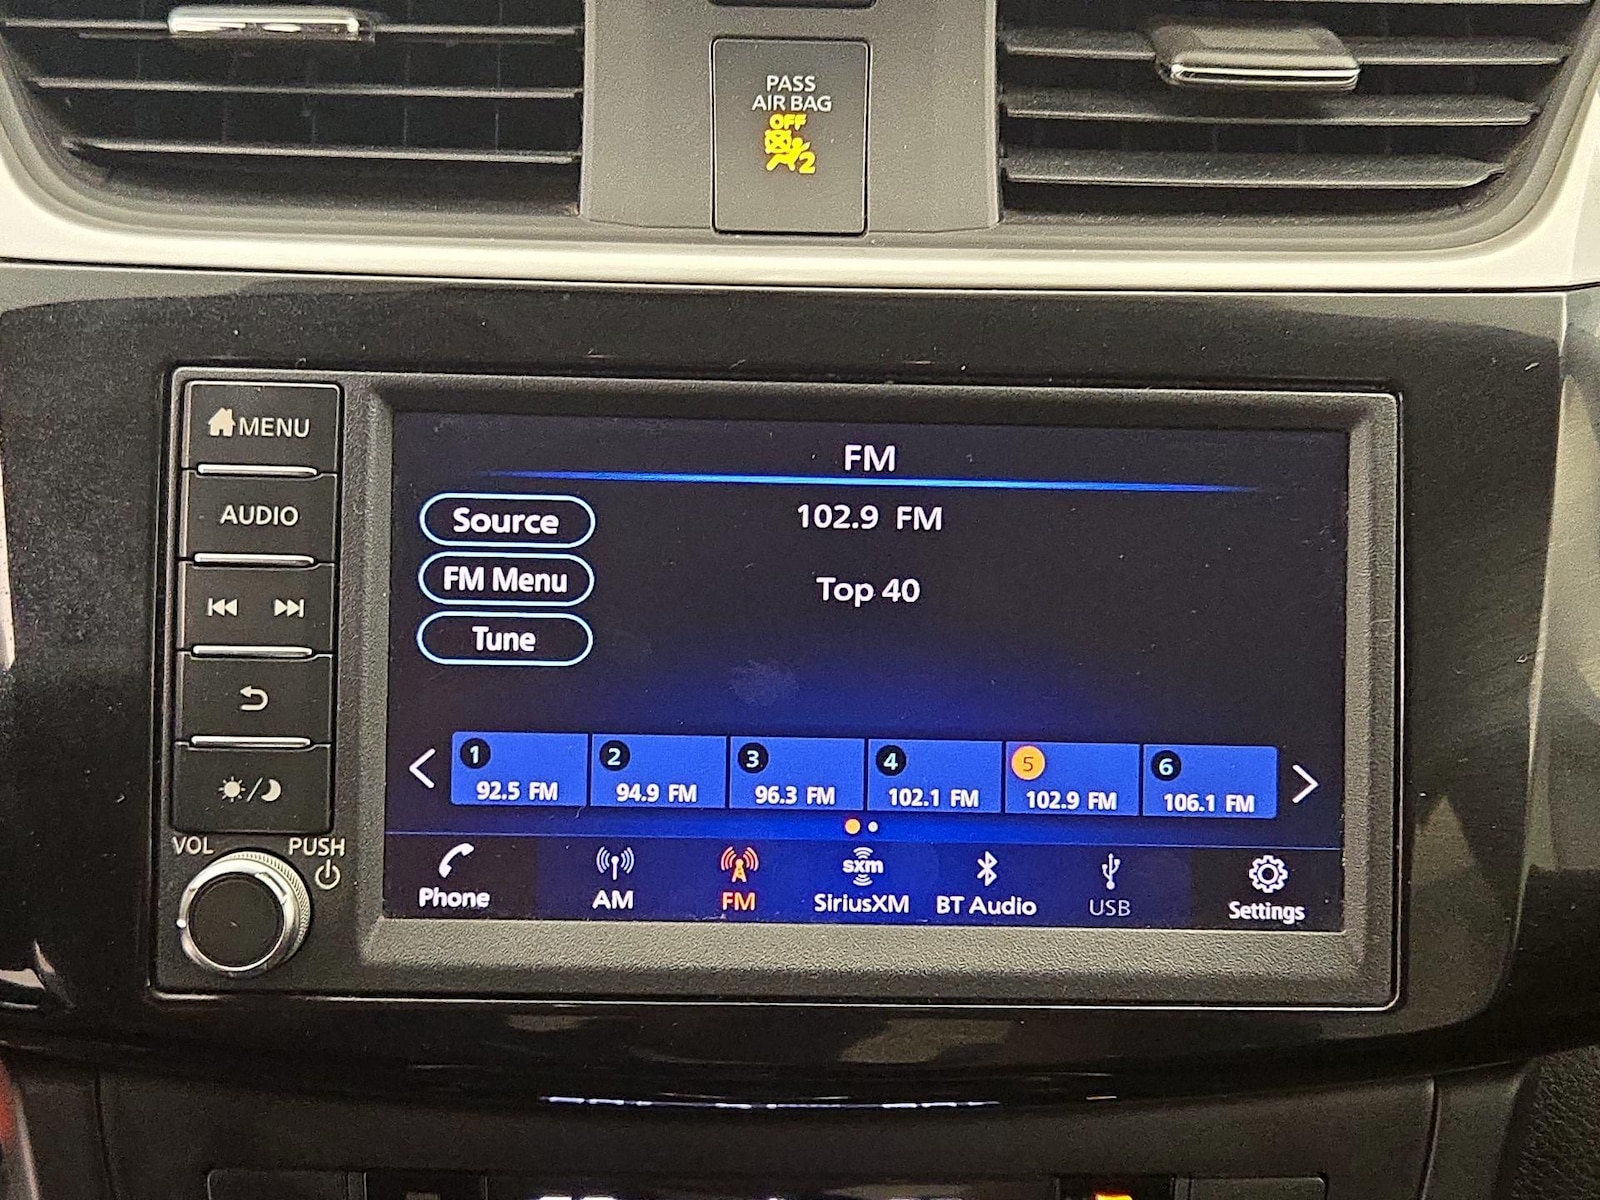 PASS
AIR BAG
OFF
2
MENU
AUDIO
VOL
PUSH
FM
Source
102.9 FM
FM Menu
Top 40
Tune
1 2 3 4 5 6
92.5 FM 94.9 FM 96.3 FM 102.1 FM 102.9 FM 106.1 FM
sxm
Phone AM FM SiriusXM BT Audio USB Settings